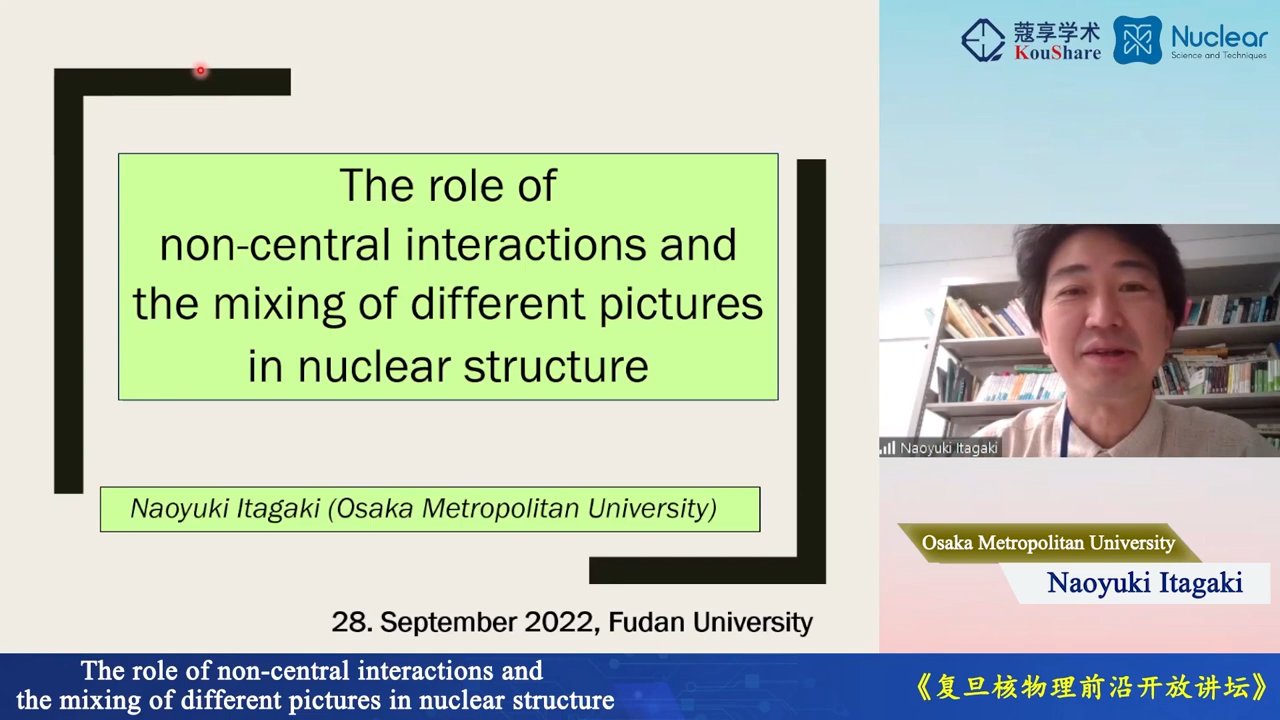 The role of
non-central interactions and
the mixing of different pictures
in nuclear structure
Naoyuki Itagaki (Osaka Metropolitan University)
28. September 2022, Fudan University
蔻享学术
KouShare
Nuclear
Science and Techniques
Naoyuki Itagaki
Osaka Metropolitan University
Naoyuki Itagaki
The role of non-central interactions and
the mixing of different pictures in nuclear structure
《复旦核物理前沿开放讲坛》